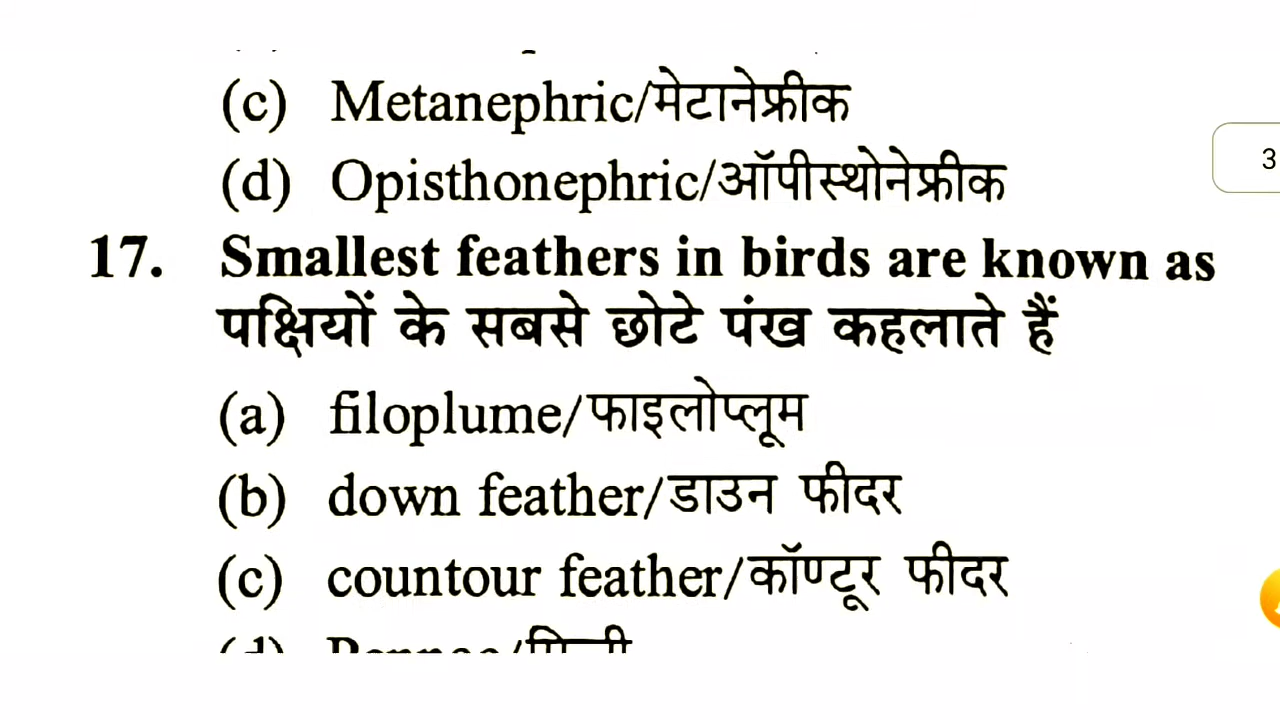 (c) Metanephric/मेटानेफ्रीक
3
(d) Opisthonephric/ऑपीस्थोनेफ्रीक
17. Smallest feathers in birds are known as
पक्षियों के सबसे छोटे पंख कहलाते हैं
(a) filoplume/फाइलोप्लूम
(b) down feather/डाउन फीदर
(c) countour feather/कॉण्टूर फीदर
(d)